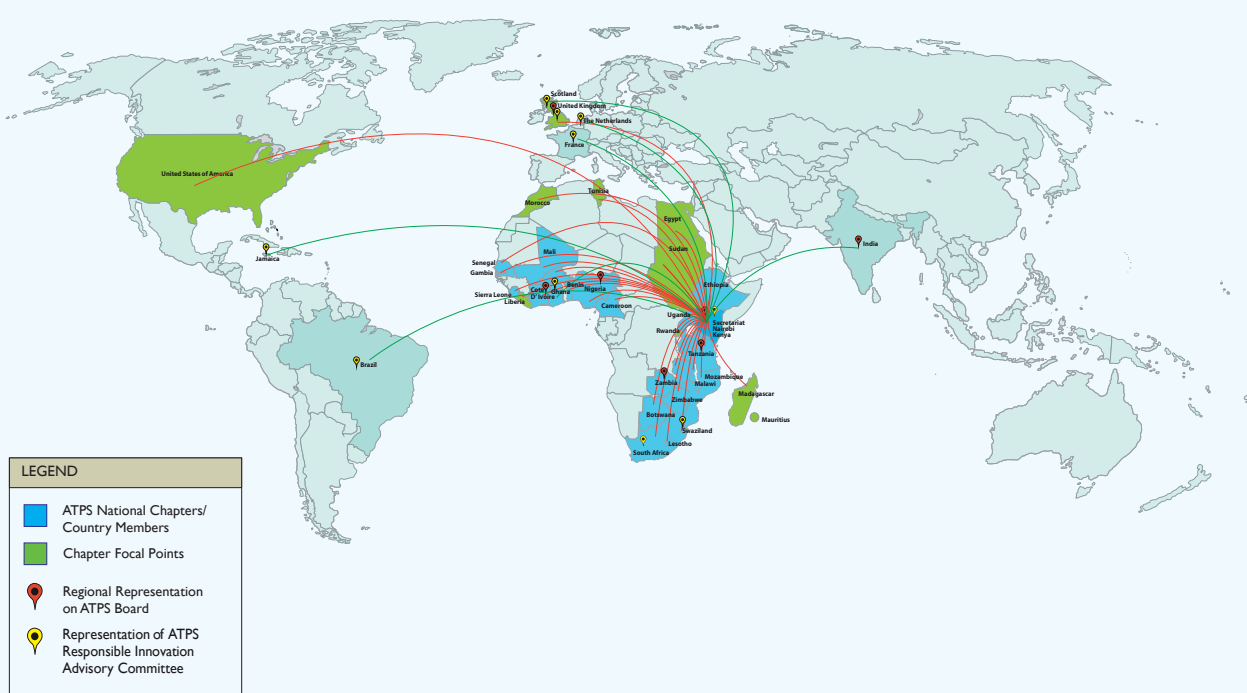 Scotland
United Kingdom
The Netherlands
France
United States of America
Tunisia
Morocco
Egypt
Jamaica
Mali
Sudan
India
Senegal
Gambia
Ethiopia
Benin
Nigeria
Ghana
Cote
D' Ivoire
Sierra Leone
Liberia
Cameroon
Uganda
Secretariat
Nairobi
Kenya
Rwanda
Tanzania
Brazil
Mozambique
Zambia
Malawi
Madagascar
Zimbabwe
Botswana
Mauritius
Swaziland
Lesotho
South Africa
LEGEND
ATPS National Chapters/
Country Members
Chapter Focal Points
Regional Representation
on ATPS Board
Representation of ATPS
Responsible Innovation
Advisory Committee